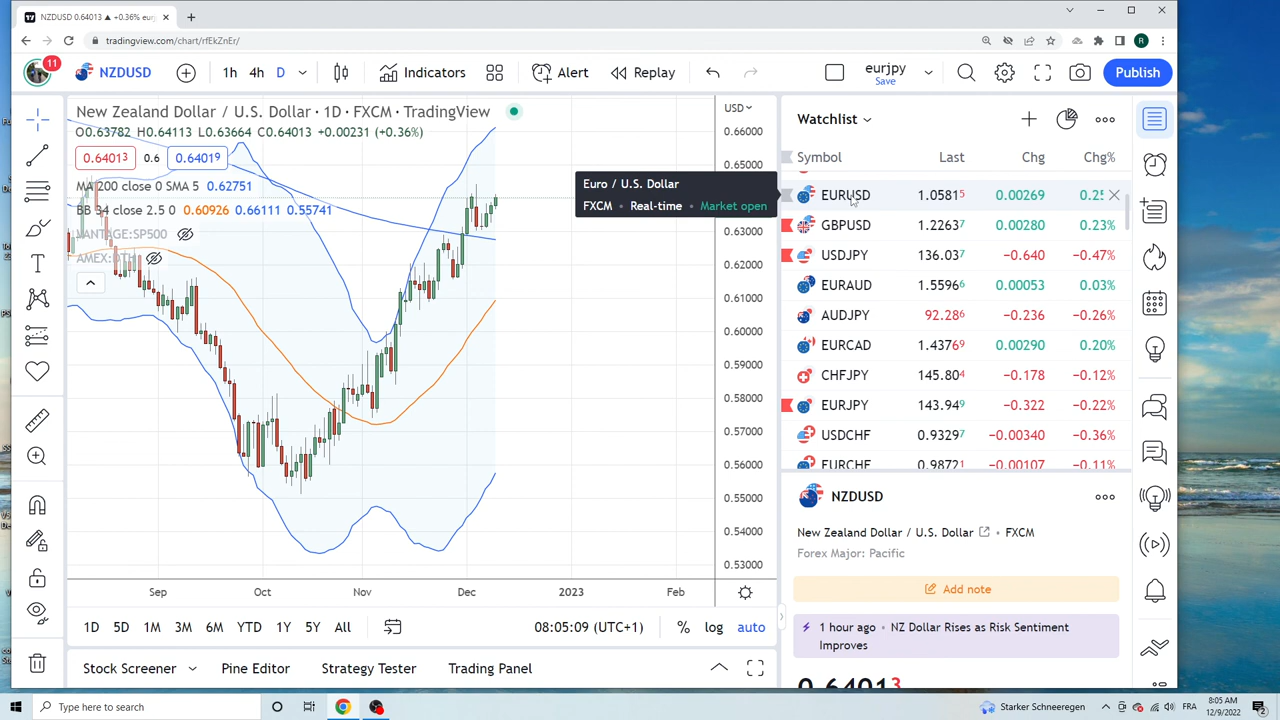 NZDUSD 0.64013 ▲ +0.36% eurj
tradingview.com/chart/rfEkZnEr/
R
11
NZDUSD
1h 4h D
Indicators
Alert
Replay
eurjpy
Save
Publish
New Zealand Dollar / U.S. Dollar · 1D · FXCM · TradingView
O0.63782 H0.64113 L0.63664 C0.64013 +0.00231 (+0.36%)
0.64013 0.6 0.64019
MA 200 close 0 SMA 5 0.62751
BB 34 close 2.5 0 0.60926 0.66111 0.55741
VANTAGE:SP500
USD
0.66000
0.65000
0.63000
0.62000
0.61000
0.60000
0.59000
0.58000
0.57000
0.56000
0.55000
0.54000
0.53000
Sep Oct Nov Dec 2023 Feb
Euro / U.S. Dollar
FXCM • Real-time • Market open
Watchlist
Symbol Last Chg Chg%
EURUSD 1.05815 0.00269
GBPUSD 1.22637 0.00280 0.23%
USDJPY 136.037 −0.640 −0.47%
EURAUD 1.55966 0.00053 0.03%
AUDJPY 92.286 −0.236 −0.26%
EURCAD 1.43769 0.00290 0.20%
CHFJPY 145.804 −0.178 −0.12%
EURJPY 143.949 −0.322 −0.22%
USDCHF 0.93297 −0.00340 −0.36%
EURCHF 0.98721 −0.00107 −0.11%
NZDUSD
New Zealand Dollar / U.S. Dollar • FXCM
Forex Major: Pacific
Add note
1 hour ago • NZ Dollar Rises as Risk Sentiment
Improves
0.64013
1D 5D 1M 3M 6M YTD 1Y 5Y All
08:05:09 (UTC+1)
% log auto
Stock Screener
Pine Editor
Strategy Tester
Trading Panel
Type here to search
Starker Schneeregen
FRA
8:05 AM
12/9/2022
2